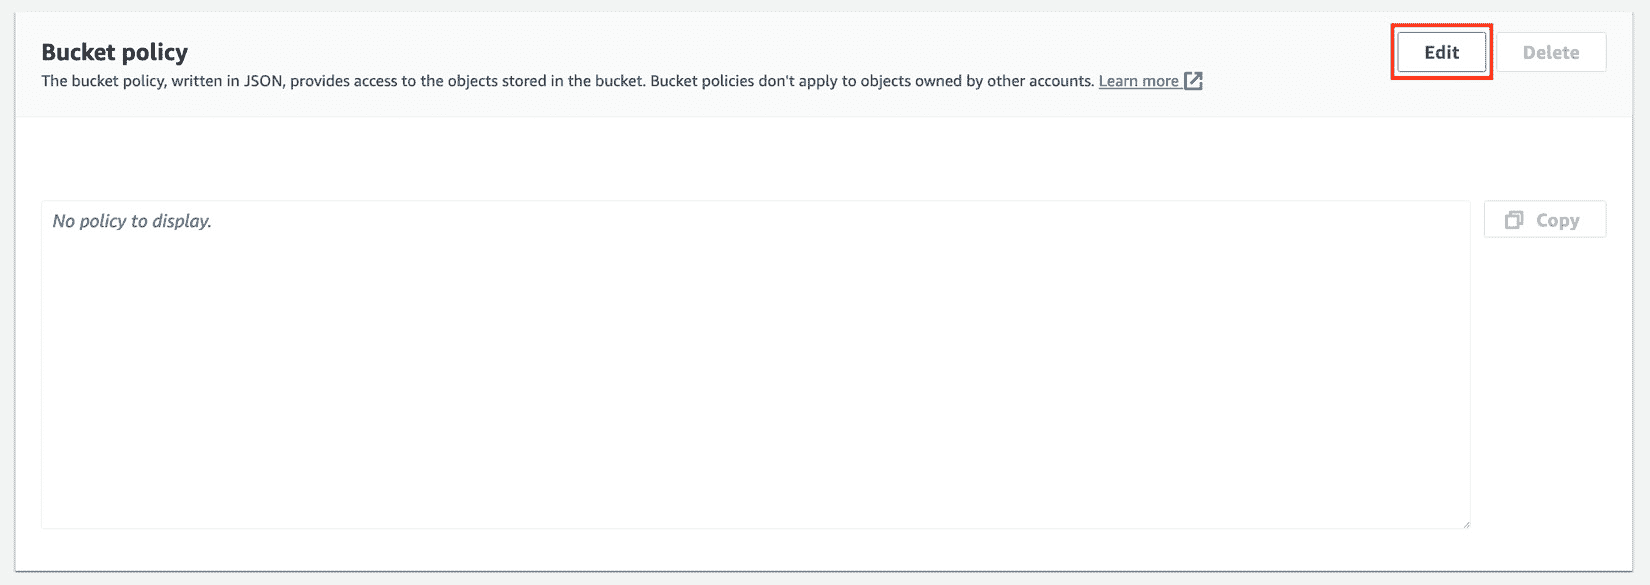 Bucket policy
Edit
Delete
The bucket policy, written in JSON, provides access to the objects stored in the bucket. Bucket policies don't apply to objects owned by other accounts. Learn more
No policy to display.
Copy